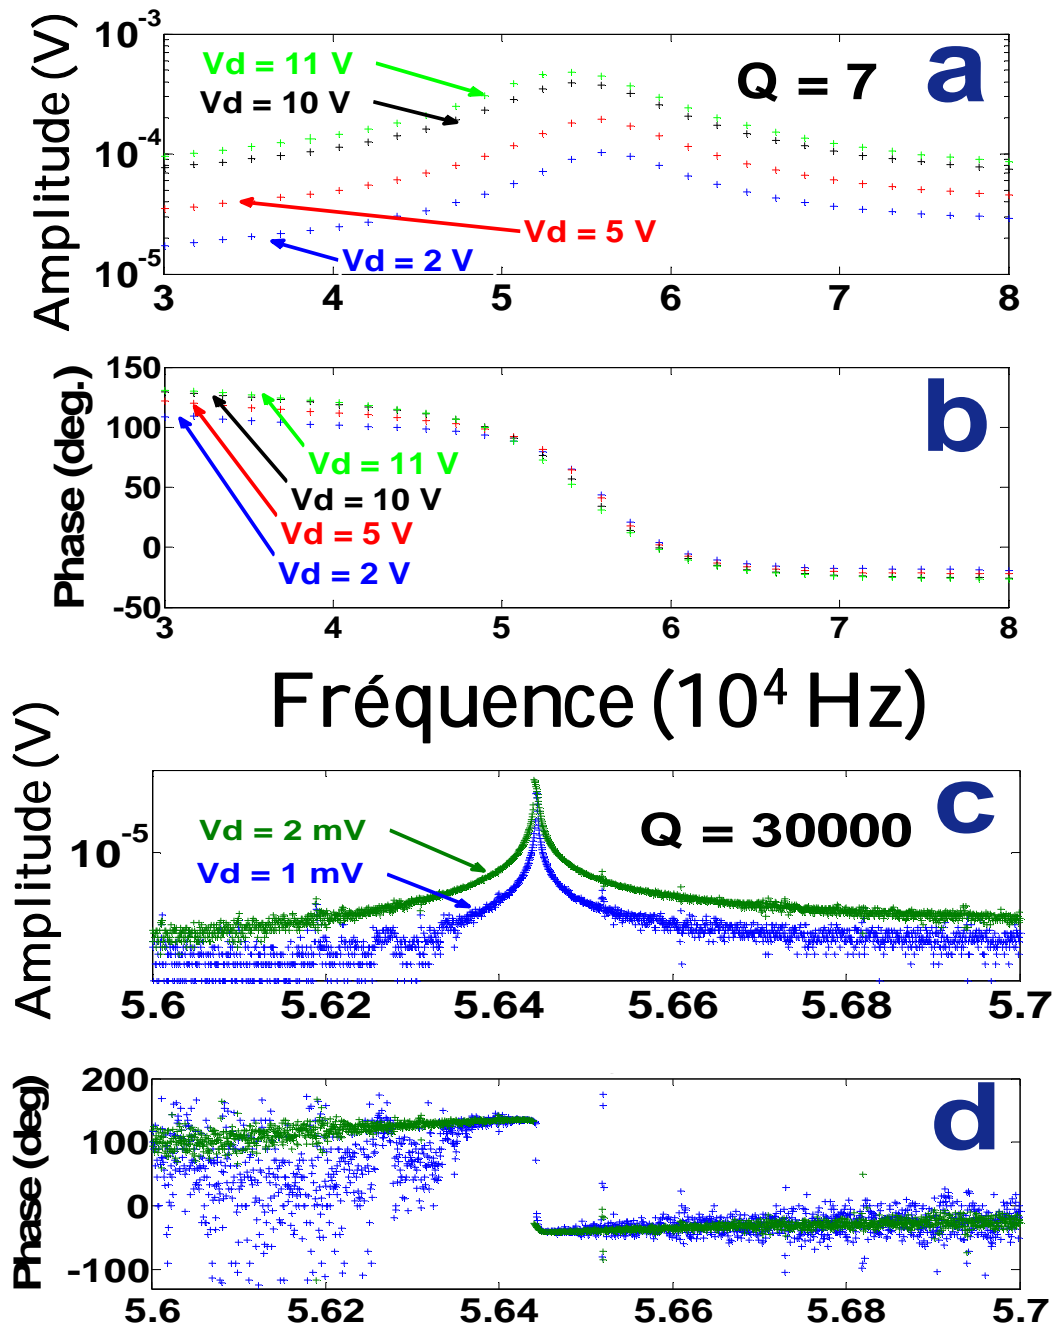 10-3
Amplitude (V)
Vd = 11 V
Vd = 10 V
Q = 7
a
10-4
Vd = 5 V
Vd = 2 V
10-5
3 4 5 6 7 8
150
100
50
0
-50
Phase (deg.)
b
Vd = 11 V
Vd = 10 V
Vd = 5 V
Vd = 2 V
3 4 5 6 7 8
Fréquence (10⁴ Hz)
Amplitude (V)
c
Vd = 2 mV
Q = 30000
10-5
Vd = 1 mV
5.6 5.62 5.64 5.66 5.68 5.7
200
100
0
-100
Phase (deg)
d
5.6 5.62 5.64 5.66 5.68 5.7